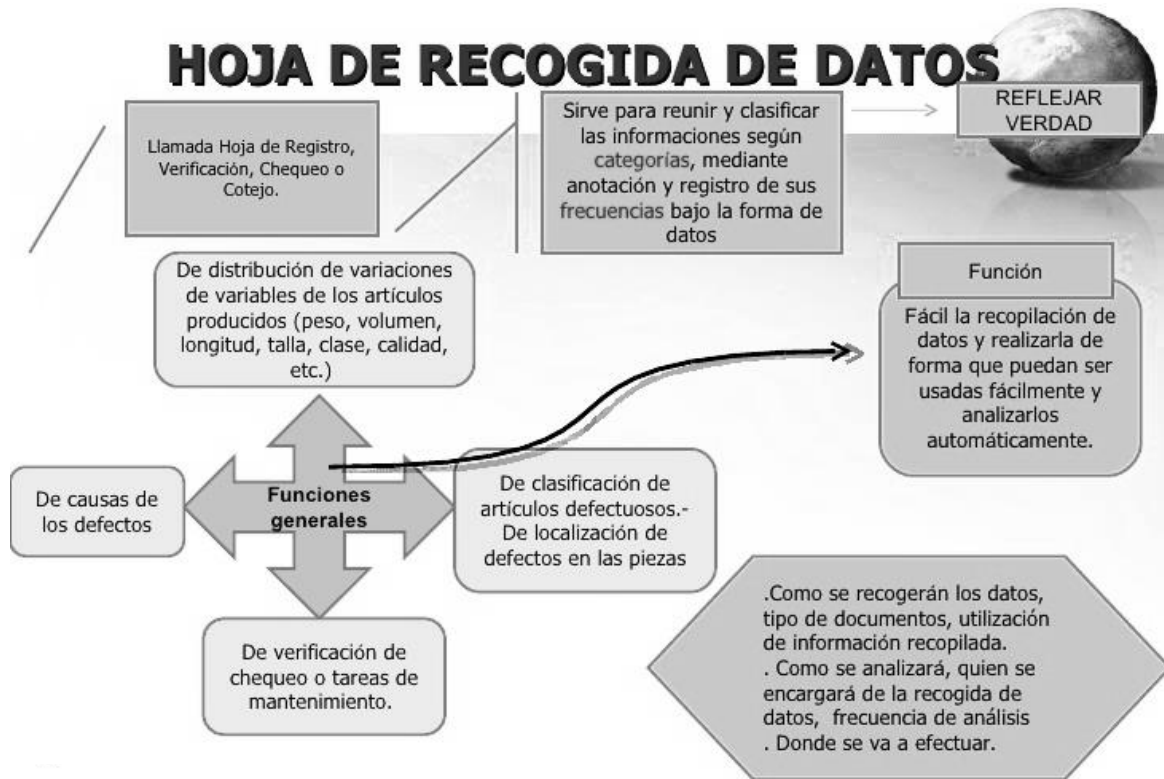 HOJA DE RECOGIDA DE DATOS
Llamada Hoja de Registro,
Verificación, Chequeo o
Cotejo.
Sirve para reunir y clasificar
las informaciones según
categorías, mediante
anotación y registro de sus
frecuencias bajo la forma de
datos
REFLEJAR
VERDAD
De distribución de variaciones
de variables de los artículos
producidos (peso, volumen,
longitud, talla, clase, calidad,
etc.)
Función
Fácil la recopilación de
datos y realizarla de
forma que puedan ser
usadas fácilmente y
analizarlos
automáticamente.
De causas de
los defectos
Funciones
generales
De clasificación de
artículos defectuosos.-
De localización de
defectos en las piezas
De verificación de
chequeo o tareas de
mantenimiento.
.Como se recogerán los datos,
tipo de documentos, utilización
de información recopilada.
. Como se analizará, quien se
encargará de la recogida de
datos, frecuencia de análisis
. Donde se va a efectuar.